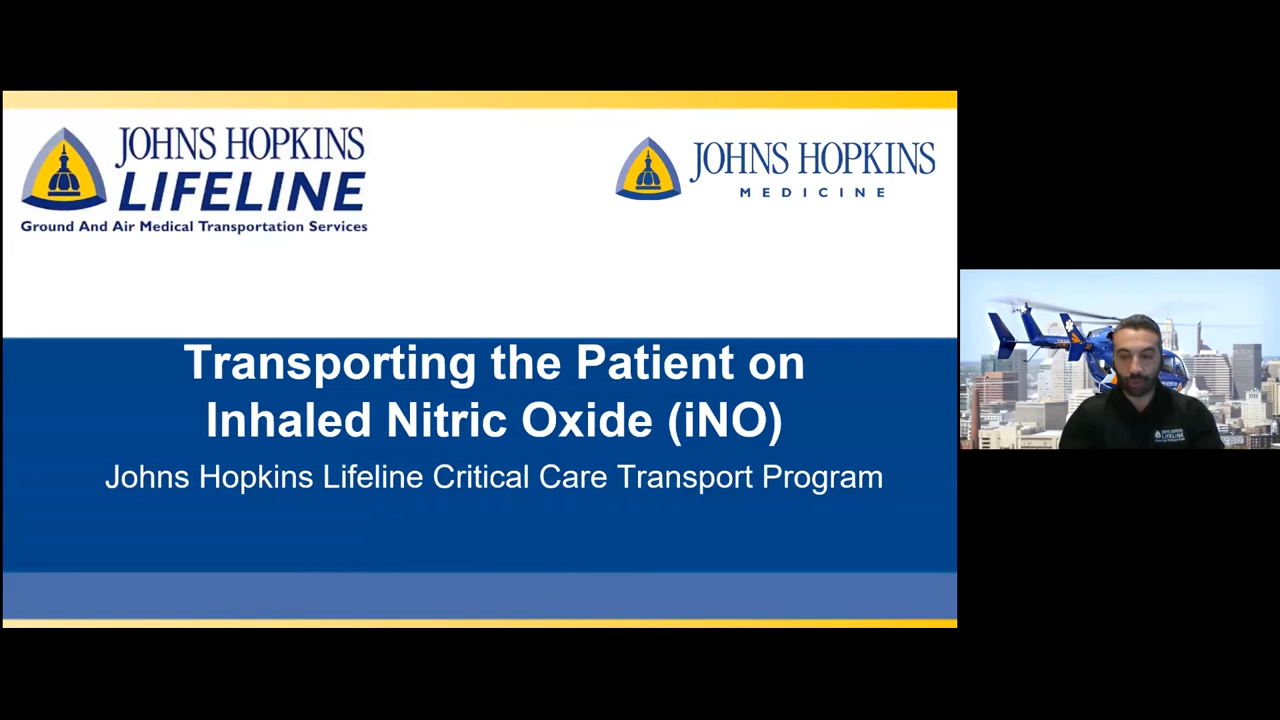 JOHNS HOPKINS
LIFELINE
Ground And Air Medical Transportation Services
JOHNS HOPKINS
MEDICINE
Transporting the Patient on
Inhaled Nitric Oxide (iNO)
Johns Hopkins Lifeline Critical Care Transport Program
LIFELINE